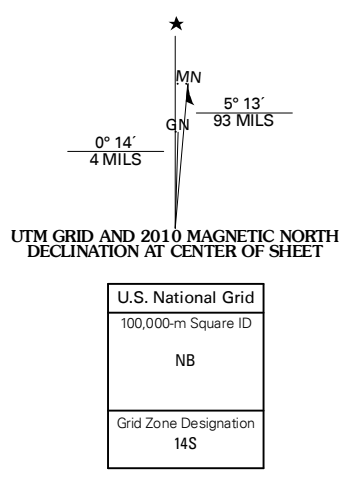 MN
GN
5° 13´
93 MILS
0° 14´
4 MILS
UTM GRID AND 2010 MAGNETIC NORTH
DECLINATION AT CENTER OF SHEET
U.S. National Grid
100,000-m Square ID
NB
Grid Zone Designation
14S